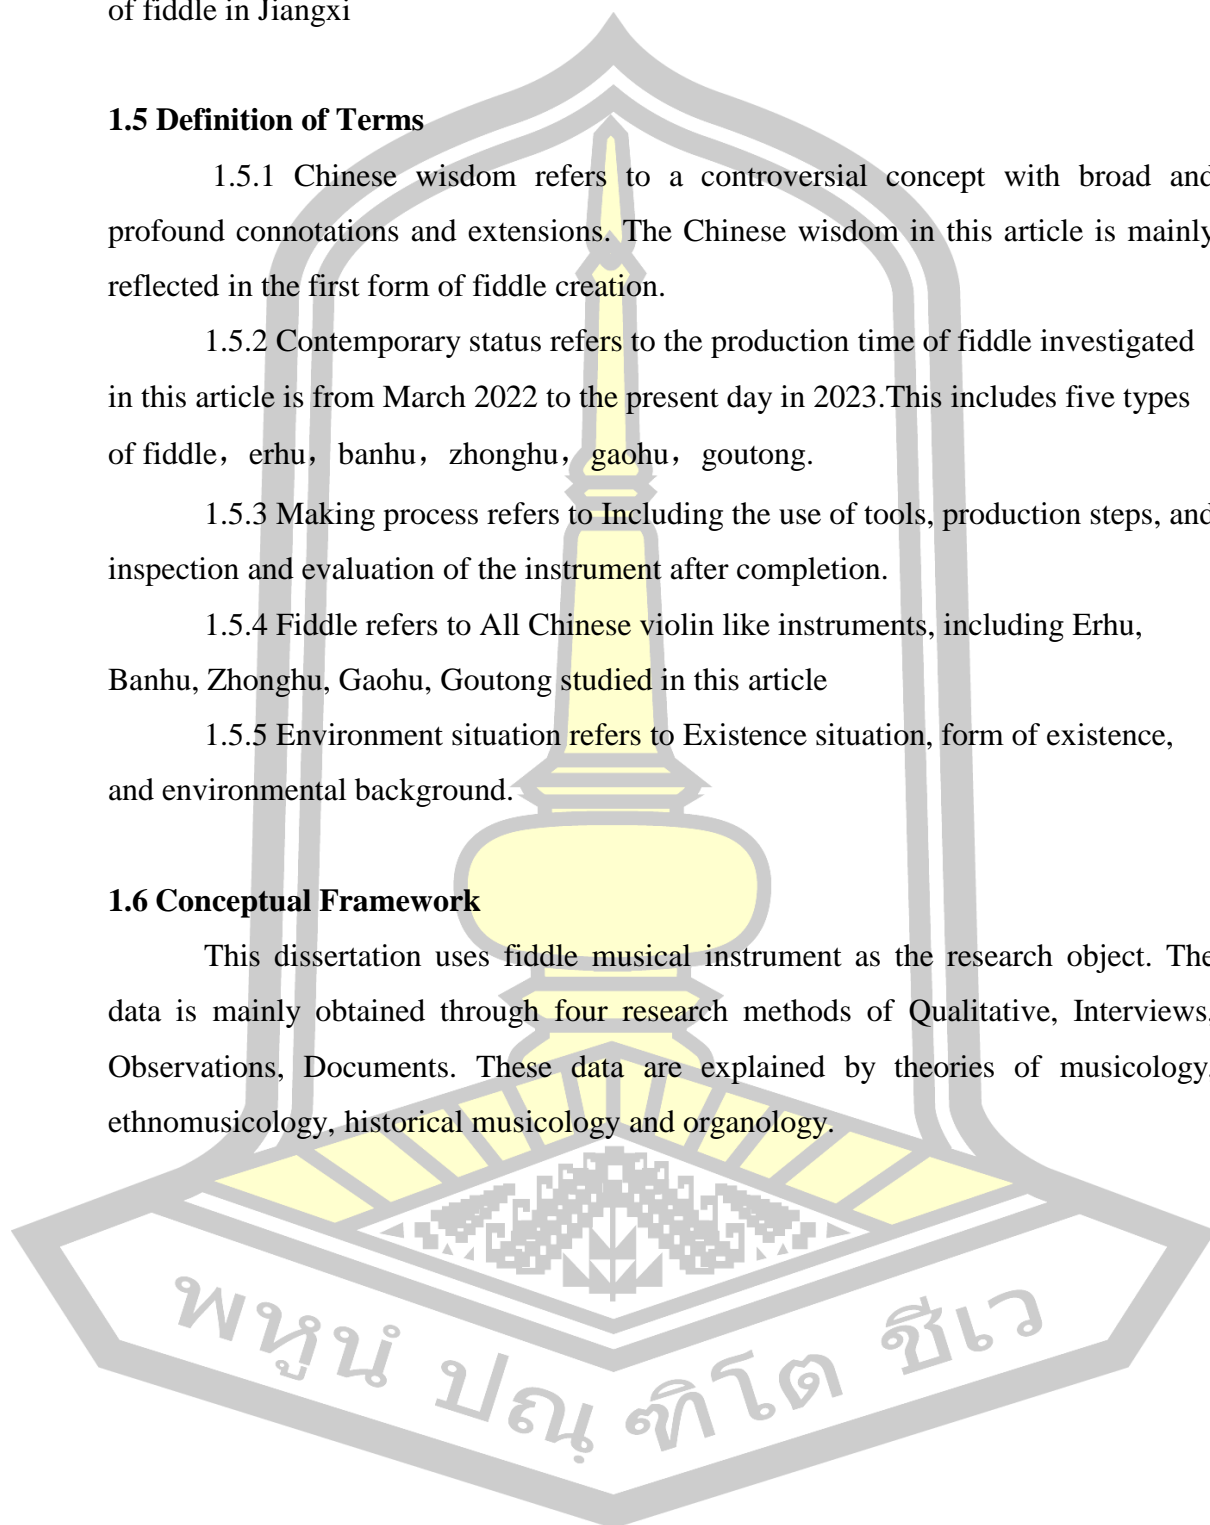 of fiddle in Jiangxi
1.5 Definition of Terms
1.5.1 Chinese wisdom refers to a controversial concept with broad and
profound connotations and extensions. The Chinese wisdom in this article is mainly
reflected in the first form of fiddle creation.
1.5.2 Contemporary status refers to the production time of fiddle investigated
in this article is from March 2022 to the present day in 2023.This includes five types
of fiddle，erhu，banhu，zhonghu，gaohu，goutong.
1.5.3 Making process refers to Including the use of tools, production steps, and
inspection and evaluation of the instrument after completion.
1.5.4 Fiddle refers to All Chinese violin like instruments, including Erhu,
Banhu, Zhonghu, Gaohu, Goutong studied in this article
1.5.5 Environment situation refers to Existence situation, form of existence,
and environmental background.
1.6 Conceptual Framework
This dissertation uses fiddle musical instrument as the research object. The
data is mainly obtained through four research methods of Qualitative, Interviews,
Observations, Documents. These data are explained by theories of musicology,
ethnomusicology, historical musicology and organology.
พหูนํ ปณฺฑิโต ชีเว